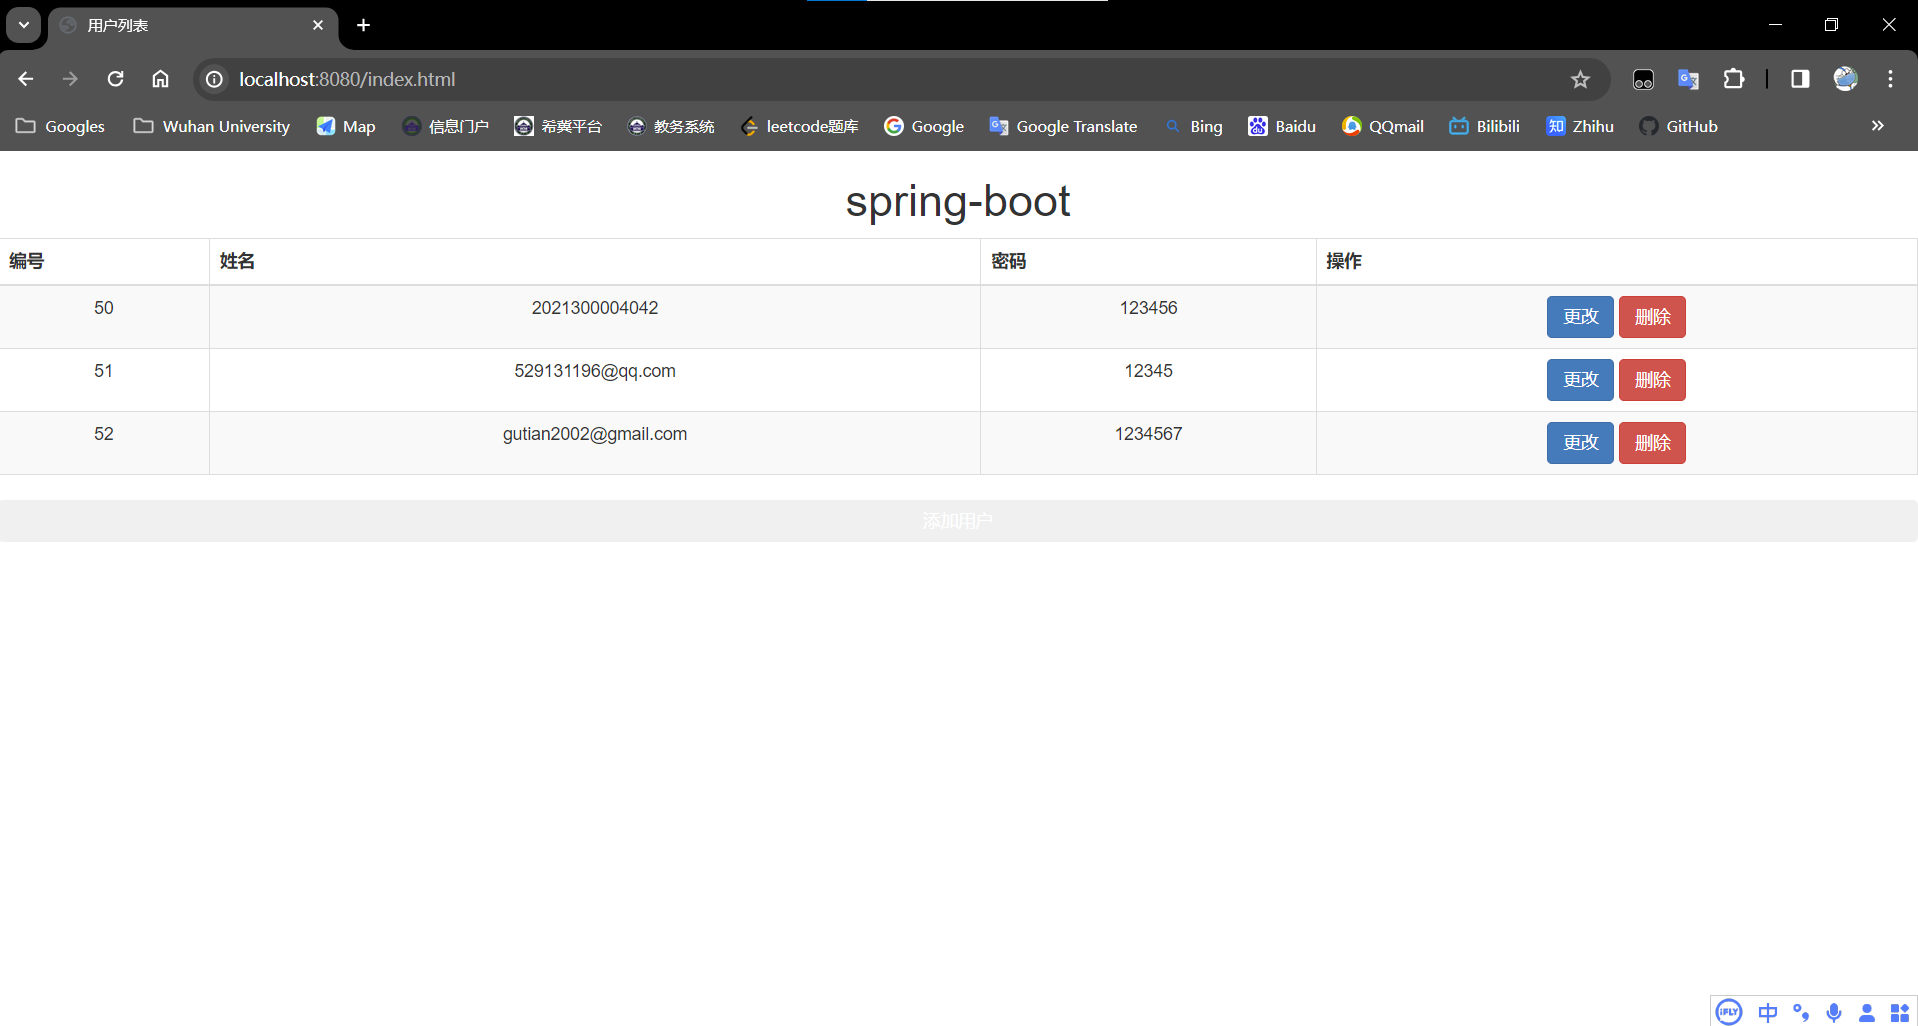 用户列表
localhost:8080/index.html
Googles Wuhan University Map 信息门户 希冀平台 教务系统 leetcode题库 Google Google Translate Bing Baidu QQmail Bilibili 知 Zhihu GitHub
spring-boot
编号 姓名 密码 操作
50 2021300004042 123456 更改 删除
51 529131196@qq.com 12345 更改 删除
52 gutian2002@gmail.com 1234567 更改 删除
添加用户
iFLY 中